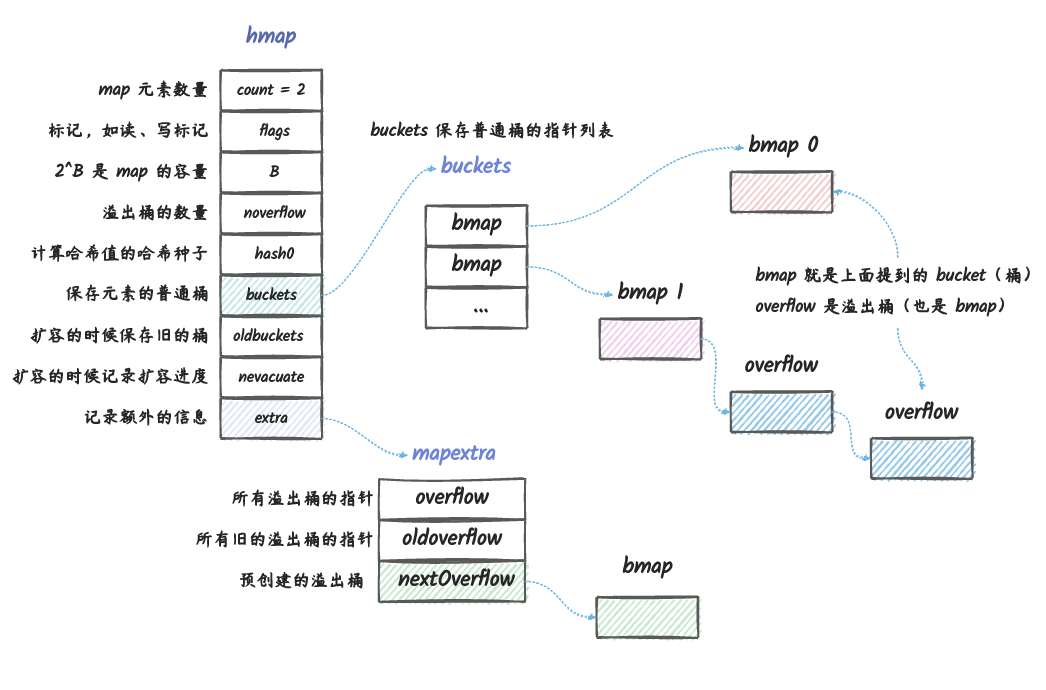 hmap
map 元素数量
count = 2
标记，如读、写标记
flags
2^B 是 map 的容量
B
溢出桶的数量
noverflow
计算哈希值的哈希种子
hash0
保存元素的普通桶
buckets
扩容的时候保存旧的桶
oldbuckets
扩容的时候记录扩容进度
nevacuate
记录额外的信息
extra
buckets 保存普通桶的指针列表
buckets
bmap
bmap
...
bmap 0
bmap 1
bmap 就是上面提到的 bucket（桶）
overflow 是溢出桶（也是 bmap）
overflow
overflow
mapextra
所有溢出桶的指针
overflow
所有旧的溢出桶的指针
oldoverflow
预创建的溢出桶
nextOverflow
bmap